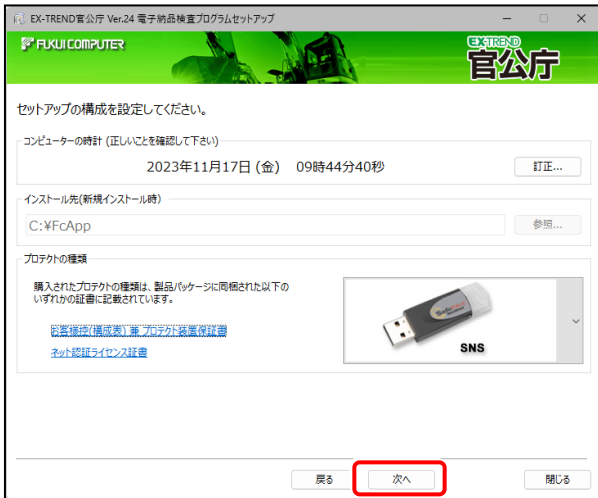 EX-TREND官公庁 Ver.24 電子納品検査プログラムセットアップ
FUKUI COMPUTER
EX-TREND
官公庁
セットアップの構成を設定してください。
コンピューターの時計 (正しいことを確認して下さい)
2023年11月17日 (金) 09時44分40秒
訂正...
インストール先(新規インストール時)
C:¥FcApp
参照...
プロテクトの種類
購入されたプロテクトの種類は、製品パッケージに同梱された以下の
いずれかの証書に記載されています。
お客様控(構成表) 兼 プロテクト装置保証書
ネット認証ライセンス証書
SNS
戻る
次へ
閉じる